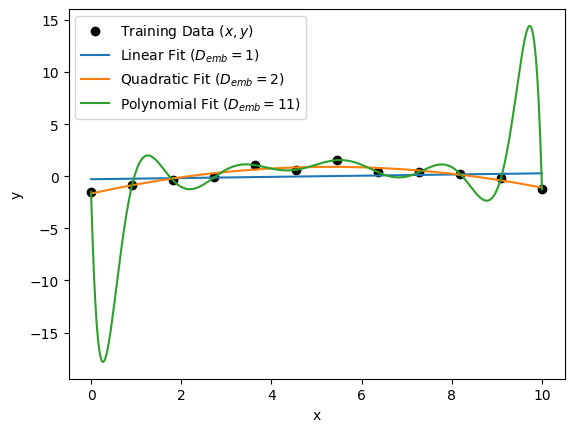 Training Data (x, y)
Linear Fit (D_emb = 1)
Quadratic Fit (D_emb = 2)
Polynomial Fit (D_emb = 11)
15
10
5
0
−5
−10
−15
y
0 2 4 6 8 10
x